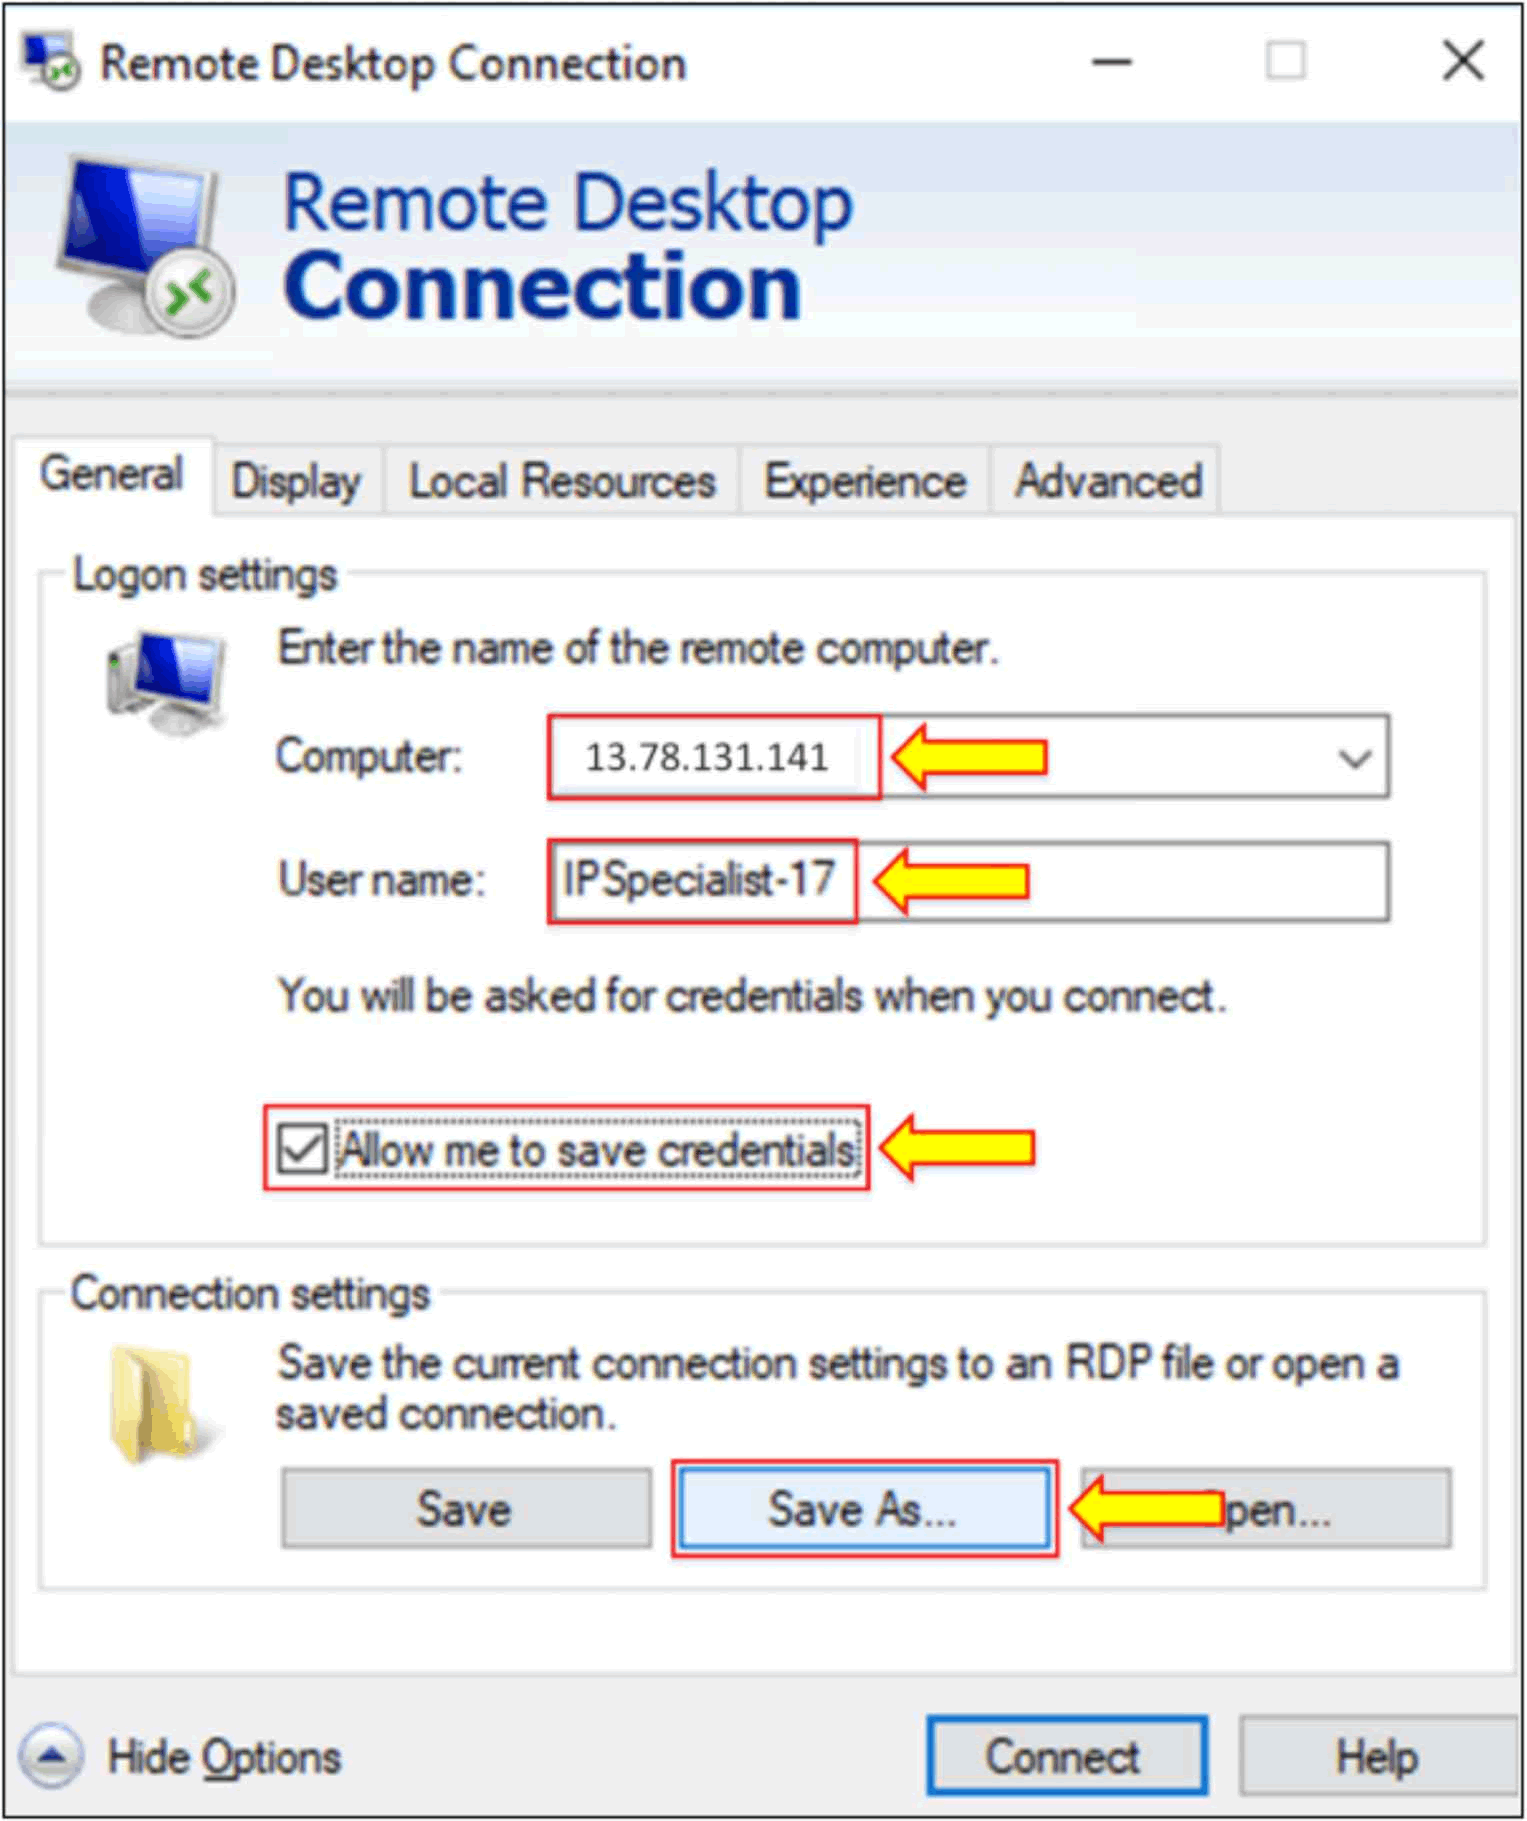 Remote Desktop Connection
Remote Desktop
Connection
General
Display
Local Resources
Experience
Advanced
Logon settings
Enter the name of the remote computer.
Computer:
13.78.131.141
User name:
IPSpecialist-17
You will be asked for credentials when you connect.
Allow me to save credentials
Connection settings
Save the current connection settings to an RDP file or open a
saved connection.
Save
Save As...
pen...
Hide Options
Connect
Help